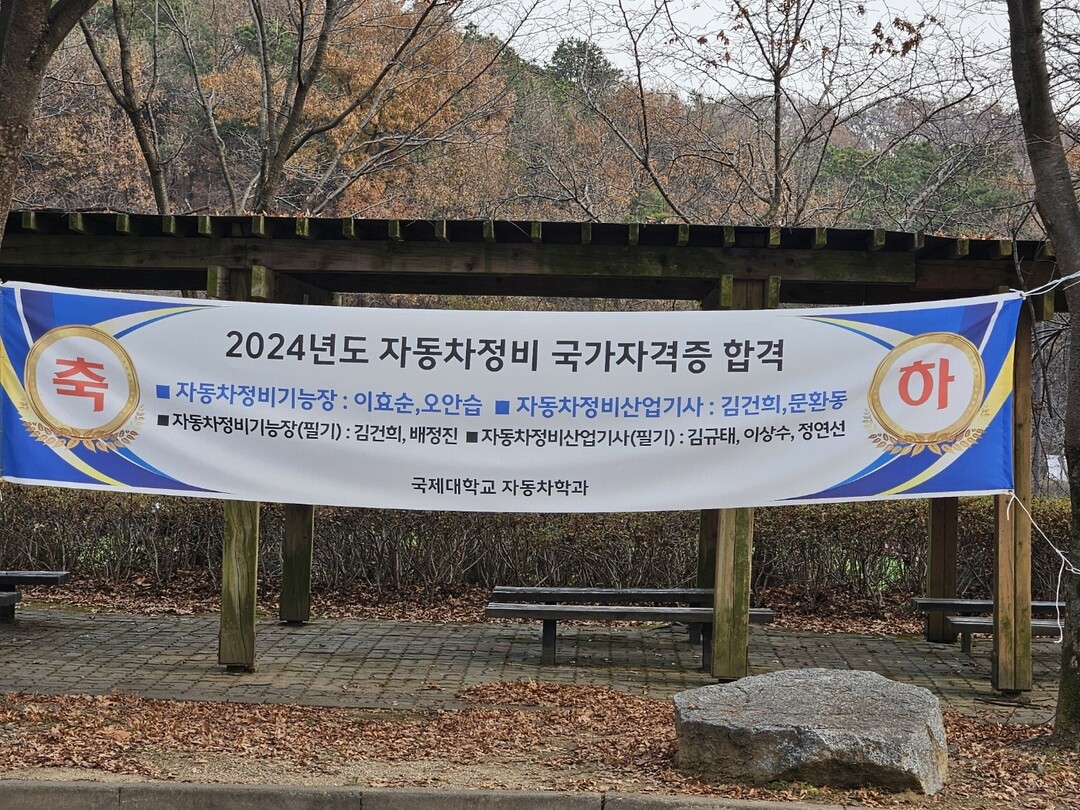 축
2024년도 자동차정비 국가자격증 합격
■ 자동차정비기능장 : 이효순,오안습 ■ 자동차정비산업기사 : 김건희,문환동
■자동차정비기능장(필기) : 김건희, 배정진 ■자동차정비산업기사(필기) : 김규태, 이상수, 정연선
국제대학교 자동차학과
하